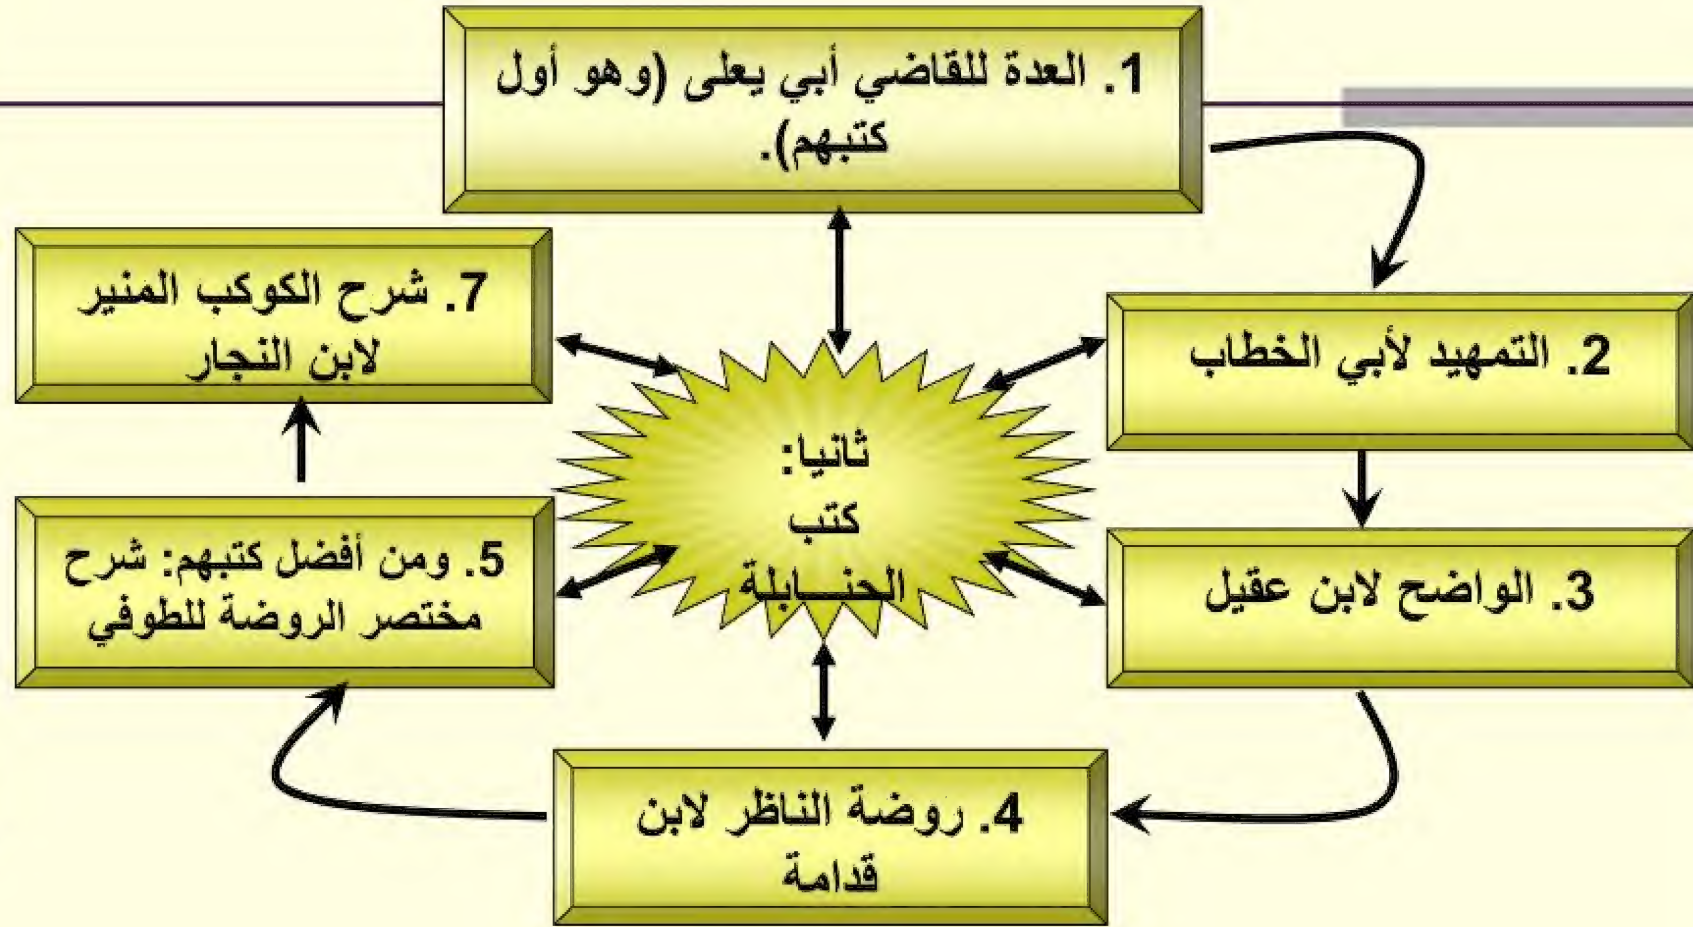 1. العدة للقاضي أبي يعلى (وهو أول
كتبهم).
2. التمهيد لأبي الخطاب
3. الواضح لابن عقيل
4. روضة الناظر لابن
قدامة
5. ومن أفضل كتبهم: شرح
مختصر الروضة للطوفي
7. شرح الكوكب المنير
لابن النجار
ثانيا:
كتب
الحنـــابلة